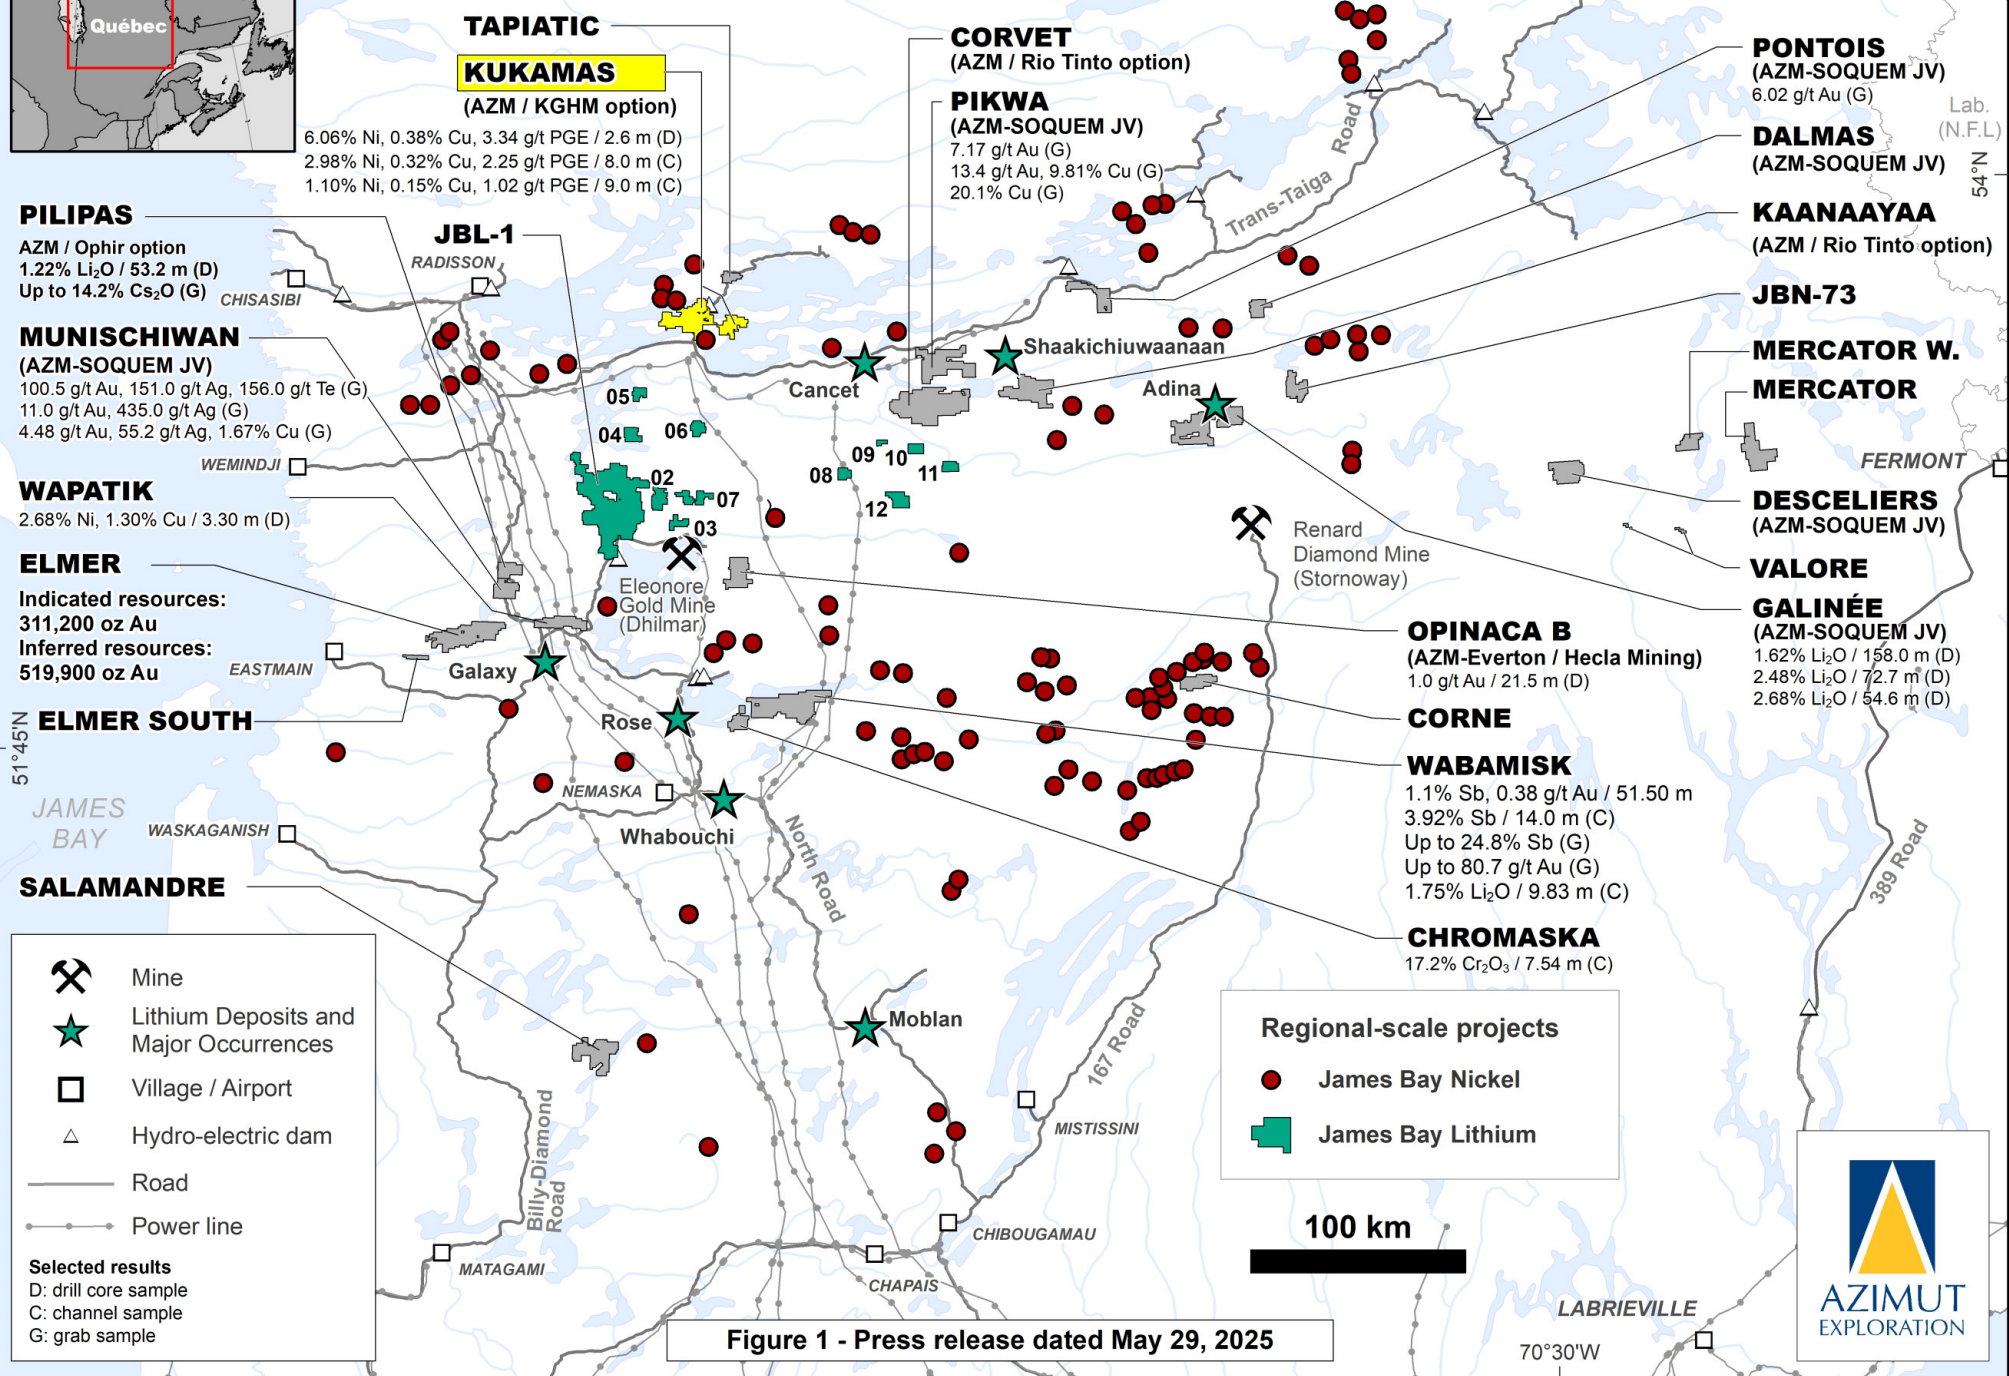 Québec
TAPIATIC
KUKAMAS
(AZM / KGHM option)
6.06% Ni, 0.38% Cu, 3.34 g/t PGE / 2.6 m (D)
2.98% Ni, 0.32% Cu, 2.25 g/t PGE / 8.0 m (C)
1.10% Ni, 0.15% Cu, 1.02 g/t PGE / 9.0 m (C)
CORVET
(AZM / Rio Tinto option)
PIKWA
(AZM-SOQUEM JV)
7.17 g/t Au (G)
13.4 g/t Au, 9.81% Cu (G)
20.1% Cu (G)
PONTOIS
(AZM-SOQUEM JV)
6.02 g/t Au (G)
Lab.
(N.F.L)
54°N
DALMAS
(AZM-SOQUEM JV)
KAANAAYAA
(AZM / Rio Tinto option)
JBN-73
MERCATOR W.
MERCATOR
FERMONT
DESCELIERS
(AZM-SOQUEM JV)
VALORE
GALINÉE
(AZM-SOQUEM JV)
1.62% Li₂O / 158.0 m (D)
2.48% Li₂O / 72.7 m (D)
2.68% Li₂O / 54.6 m (D)
Trans-Taiga
Road
PILIPAS
AZM / Ophir option
1.22% Li₂O / 53.2 m (D)
Up to 14.2% Cs₂O (G)
CHISASIBI
JBL-1
RADISSON
MUNISCHIWAN
(AZM-SOQUEM JV)
100.5 g/t Au, 151.0 g/t Ag, 156.0 g/t Te (G)
11.0 g/t Au, 435.0 g/t Ag (G)
4.48 g/t Au, 55.2 g/t Ag, 1.67% Cu (G)
WEMINDJI
WAPATIK
2.68% Ni, 1.30% Cu / 3.30 m (D)
ELMER
Indicated resources:
311,200 oz Au
Inferred resources:
519,900 oz Au
EASTMAIN
ELMER SOUTH
51°45'N
JAMES
BAY
WASKAGANISH
SALAMANDRE
Cancet
Shaakichiuwaanaan
Adina
05
04
06
02
07
03
08
09
10
11
12
Eleonore
Gold Mine
(Dhilmar)
Renard
Diamond Mine
(Stornoway)
Galaxy
Rose
NEMASKA
Whabouchi
North Road
Moblan
OPINACA B
(AZM-Everton / Hecla Mining)
1.0 g/t Au / 21.5 m (D)
CORNE
WABAMISK
1.1% Sb, 0.38 g/t Au / 51.50 m
3.92% Sb / 14.0 m (C)
Up to 24.8% Sb (G)
Up to 80.7 g/t Au (G)
1.75% Li₂O / 9.83 m (C)
CHROMASKA
17.2% Cr₂O₃ / 7.54 m (C)
389 Road
167 Road
Billy-Diamond
Road
MISTISSINI
CHIBOUGAMAU
CHAPAIS
MATAGAMI
LABRIEVILLE
70°30'W
Mine
Lithium Deposits and
Major Occurrences
Village / Airport
Hydro-electric dam
Road
Power line
Selected results
D: drill core sample
C: channel sample
G: grab sample
Regional-scale projects
James Bay Nickel
James Bay Lithium
100 km
Figure 1 - Press release dated May 29, 2025
AZIMUT
EXPLORATION